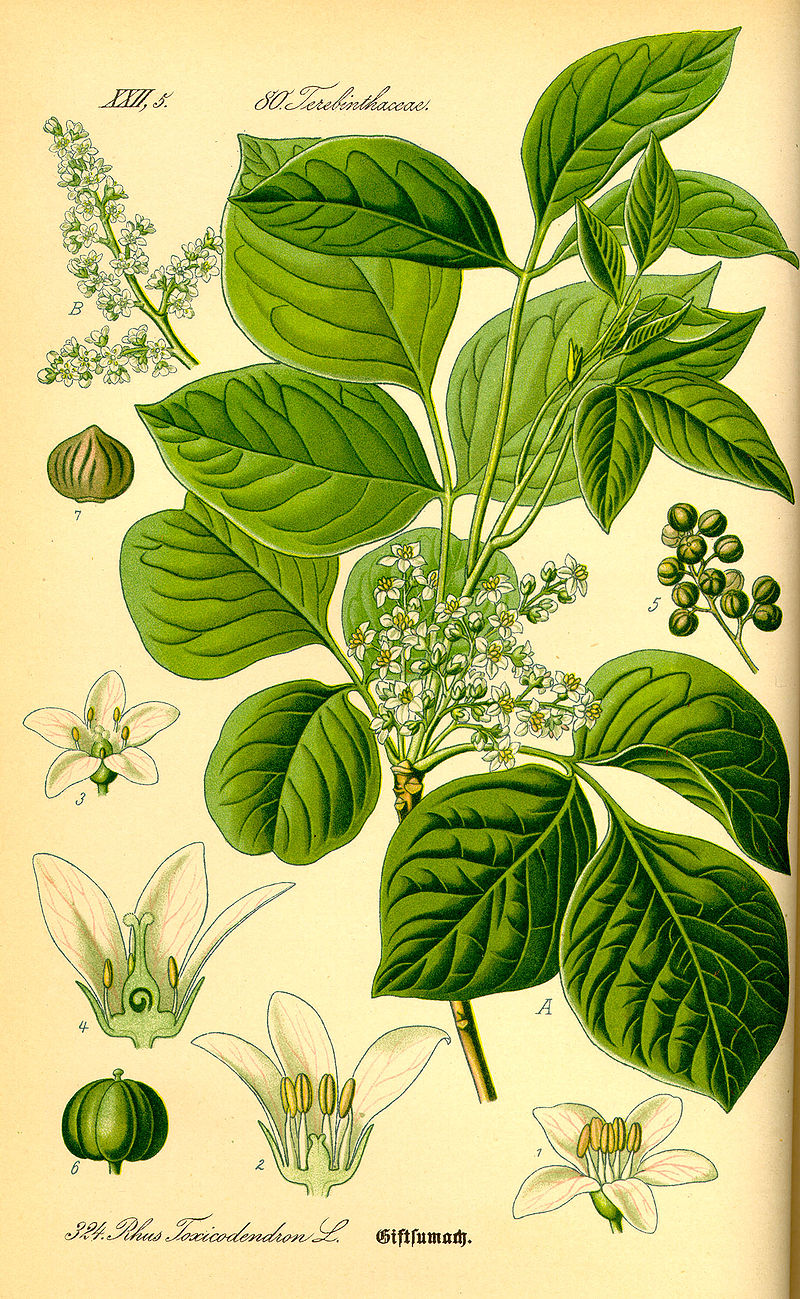 XXII, 5. 80. Terebinthaceae.
B
7
5
3
4
A
6
2
1
324. Rhus Toxicodendron L. Giftsumach.